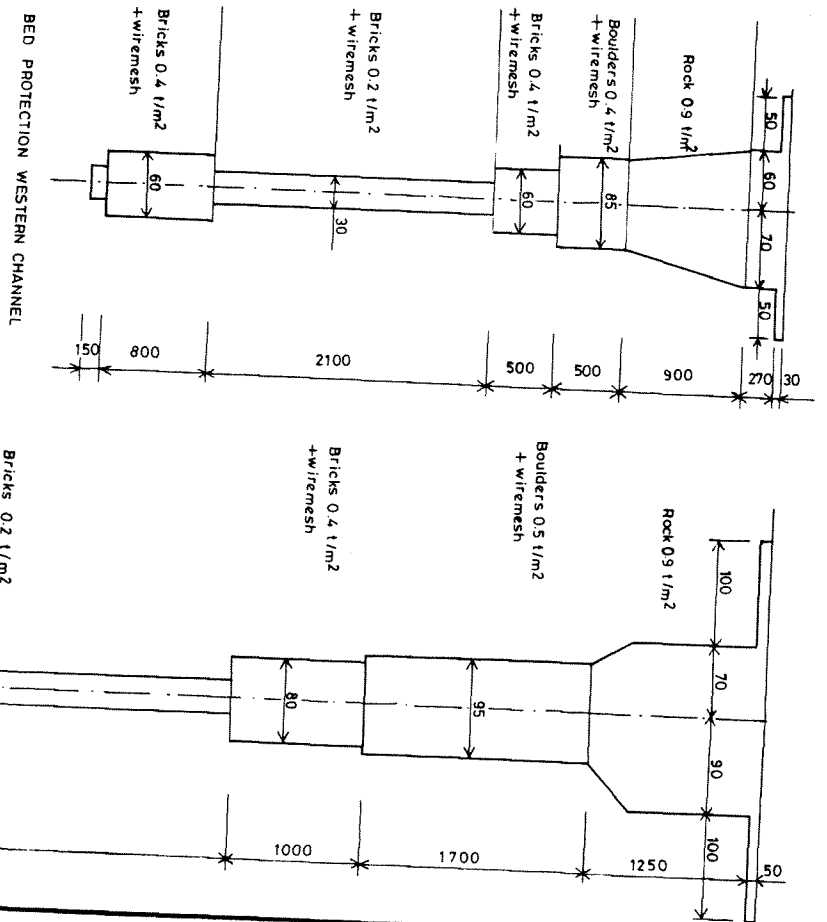 BED PROTECTION WESTERN CHANNEL
Bricks 0.4 t/m2
+wiremesh
Bricks 0.2 t/m2
+wiremesh
Bricks 0.4 t/m2
+wiremesh
Boulders 0.4 t/m2
+wiremesh
Rock 0.9 t/m2
60
30
60
85
50
60
70
50
150
800
2100
500
500
900
270
30
Bricks 0.2 t/m2
Bricks 0.4 t/m2
+wiremesh
Boulders 0.5 t/m2
+wiremesh
Rock 0.9 t/m2
80
95
100
70
90
100
1000
1700
1250
50